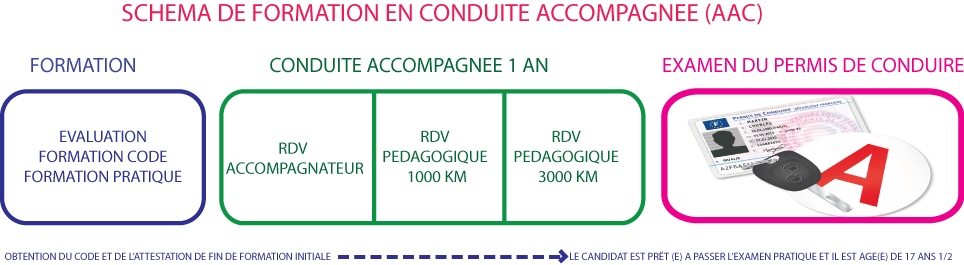 SCHEMA DE FORMATION EN CONDUITE ACCOMPAGNEE (AAC)
FORMATION
CONDUITE ACCOMPAGNEE 1 AN
EXAMEN DU PERMIS DE CONDUIRE
EVALUATION
FORMATION CODE
FORMATION PRATIQUE
RDV
ACCOMPAGNATEUR
RDV
PEDAGOGIQUE
1000 KM
RDV
PEDAGOGIQUE
3000 KM
F
PERMIS DE CONDUIRE
MARTIN
CHARLES
A
OBTENTION DU CODE ET DE L'ATTESTATION DE FIN DE FORMATION INITIALE
LE CANDIDAT EST PRÊT (E) A PASSER L'EXAMEN PRATIQUE ET IL EST AGE(E) DE 17 ANS 1/2